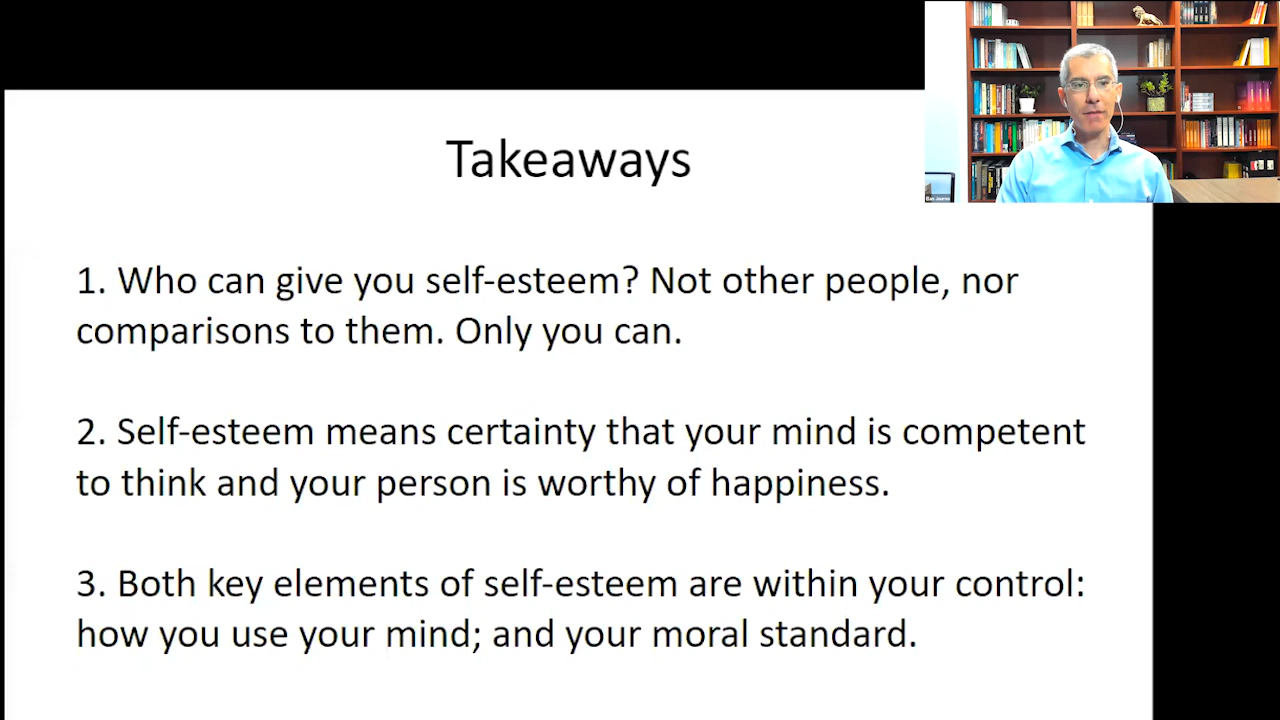 Takeaways
1. Who can give you self-esteem? Not other people, nor
comparisons to them. Only you can.
2. Self-esteem means certainty that your mind is competent
to think and your person is worthy of happiness.
3. Both key elements of self-esteem are within your control:
how you use your mind; and your moral standard.